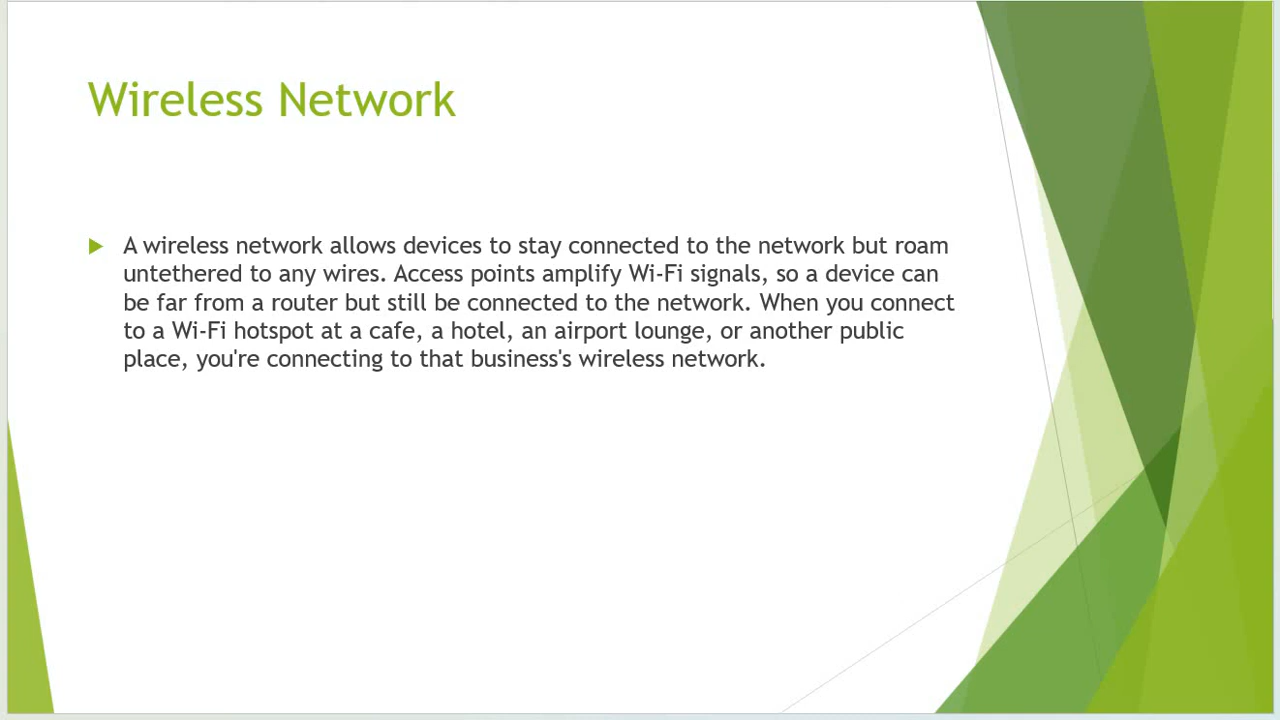 Wireless Network
A wireless network allows devices to stay connected to the network but roam
untethered to any wires. Access points amplify Wi-Fi signals, so a device can
be far from a router but still be connected to the network. When you connect
to a Wi-Fi hotspot at a cafe, a hotel, an airport lounge, or another public
place, you're connecting to that business's wireless network.